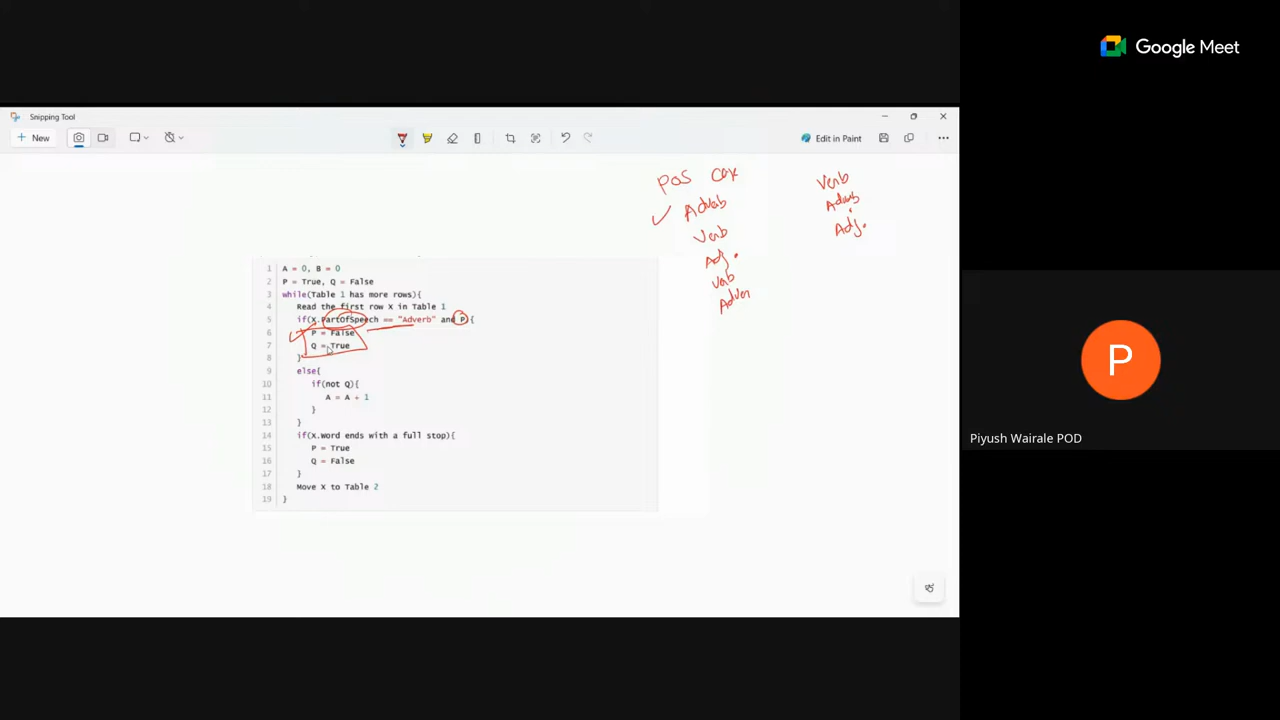 Google Meet
Snipping Tool
New
Edit in Paint
POS
Adverb
Verb
Adj.
Verb
Adver
Verb
Adverb
Adj.
1 A = 0, B = 0
2 P = True, Q = False
3 while(Table 1 has more rows){
4 Read the first row X in Table 1
5 if(X.PartOfSpeech == "Adverb" and P){
6 P = False
7 Q = True
8 }
9 else{
10 if(not Q){
11 A = A + 1
12 }
13 }
14 if(X.Word ends with a full stop){
15 P = True
16 Q = False
17 }
18 Move X to Table 2
19 }
P
Piyush Wairale POD